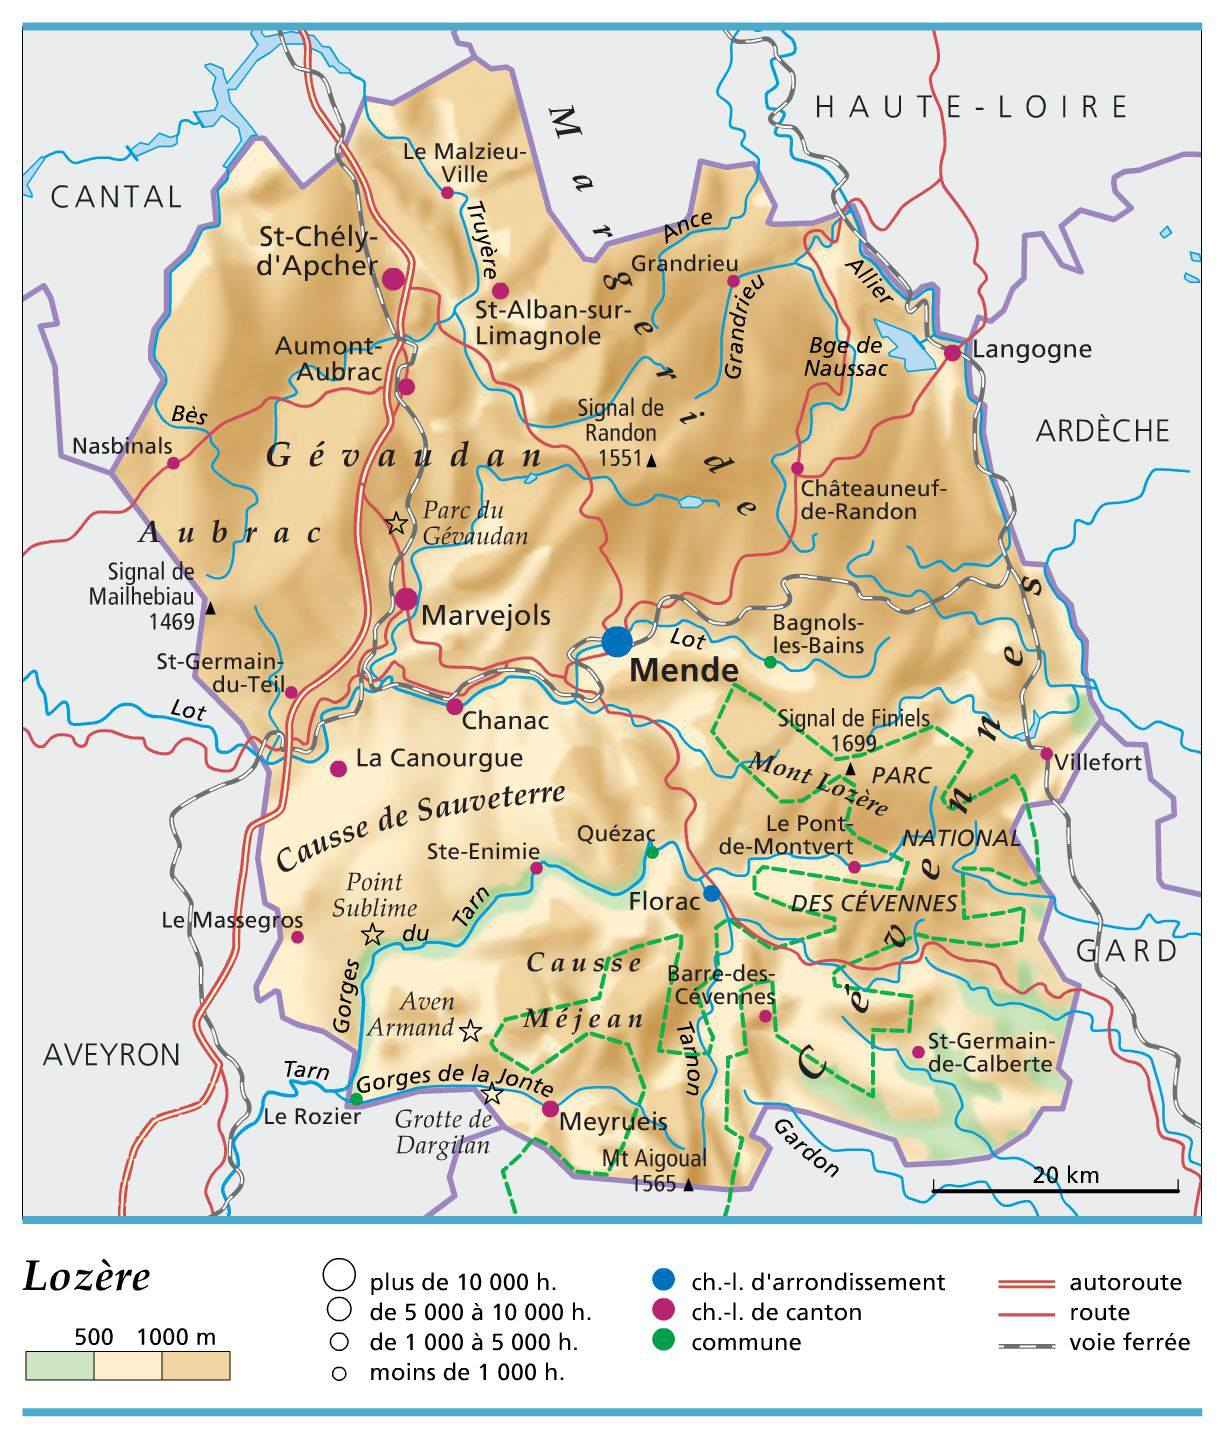 HAUTE-LOIRE
CANTAL
Margeride
Le Malzieu-
Ville
Truyère
St-Chély-
d'Apcher
Ance
Grandrieu
Grandrieu
Allier
St-Alban-sur-
Limagnole
Aumont-
Aubrac
Bge de
Naussac
Langogne
Bès
Nasbinals
Signal de
Randon
1551
ARDÈCHE
Gévaudan
Aubrac
Parc du
Gévaudan
Châteauneuf-
de-Randon
Signal de
Mailhebiau
1469
Marvejols
Lot
Mende
Bagnols-
les-Bains
St-Germain-
du-Teil
Lot
Chanac
Signal de Finiels
1699
La Canourgue
Mont Lozère
PARC
NATIONAL
DES CÉVENNES
Villefort
Cévennes
Causse de Sauveterre
Quézac
Le Pont-
de-Montvert
Ste-Enimie
Point
Sublime
Florac
Le Massegros
Gorges du Tarn
GARD
Causse
Méjean
Barre-des-
Cévennes
Aven
Armand
Tarnon
AVEYRON
St-Germain-
de-Calberte
Tarn
Gorges de la Jonte
Le Rozier
Grotte de
Dargilan
Meyrueis
Gardon
Mt Aigoual
1565
20 km
Lozère
500 1000 m
plus de 10 000 h.
de 5 000 à 10 000 h.
de 1 000 à 5 000 h.
moins de 1 000 h.
ch.-l. d'arrondissement
ch.-l. de canton
commune
autoroute
route
voie ferrée